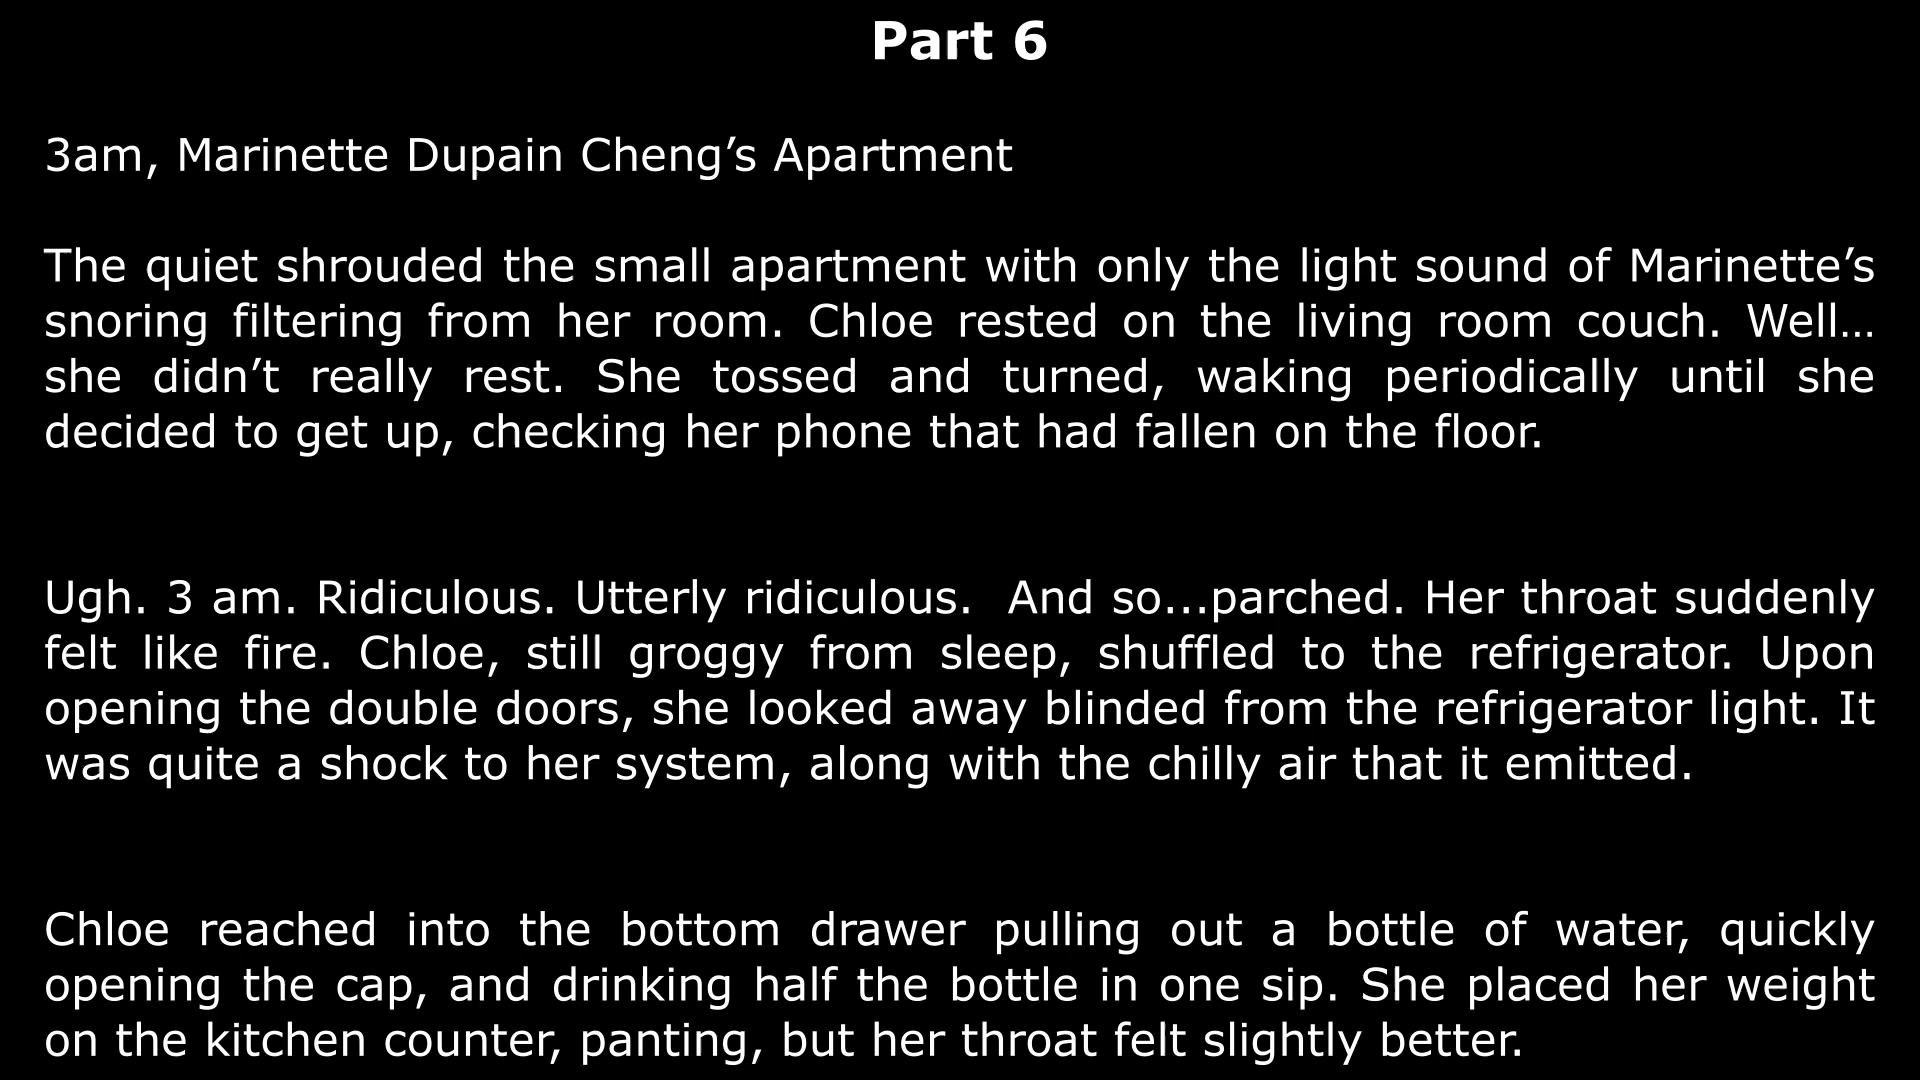 Part 6
3am, Marinette Dupain Cheng’s Apartment
The quiet shrouded the small apartment with only the light sound of Marinette’s
snoring filtering from her room. Chloe rested on the living room couch. Well…
she didn’t really rest. She tossed and turned, waking periodically until she
decided to get up, checking her phone that had fallen on the floor.
Ugh. 3 am. Ridiculous. Utterly ridiculous.  And so...parched. Her throat suddenly
felt like fire. Chloe, still groggy from sleep, shuffled to the refrigerator. Upon
opening the double doors, she looked away blinded from the refrigerator light. It
was quite a shock to her system, along with the chilly air that it emitted.
Chloe reached into the bottom drawer pulling out a bottle of water, quickly
opening the cap, and drinking half the bottle in one sip. She placed her weight
on the kitchen counter, panting, but her throat felt slightly better.